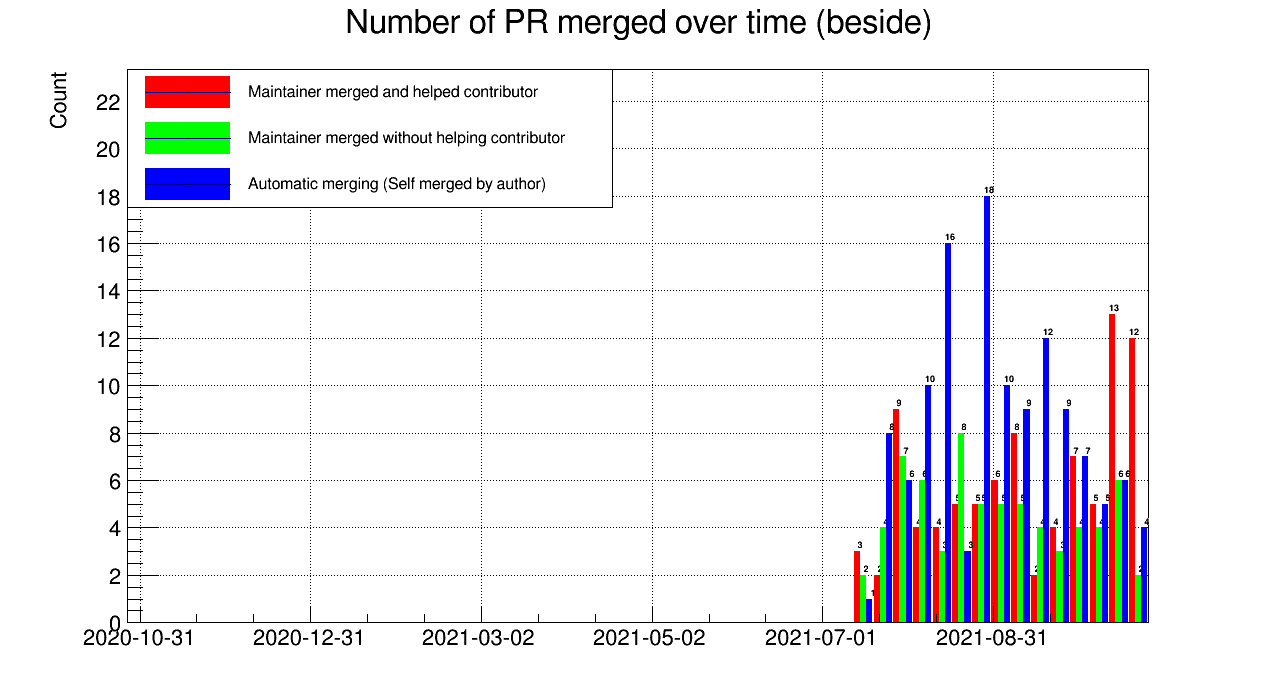 Number of PR merged over time (beside)
Count
Maintainer merged and helped contributor
Maintainer merged without helping contributor
Automatic merging (Self merged by author)
22
20
18
16
14
12
10
8
6
4
2
0
3 2 1
2 4 8
9 7 6
4 6 10
4 3 16
5 8 3
5 5 18
6 5 10
8 5 9
2 4 12
4 3 9
7 4 7
5 4 5
13 6 6
12 2 4
2020-10-31 2020-12-31 2021-03-02 2021-05-02 2021-07-01 2021-08-31